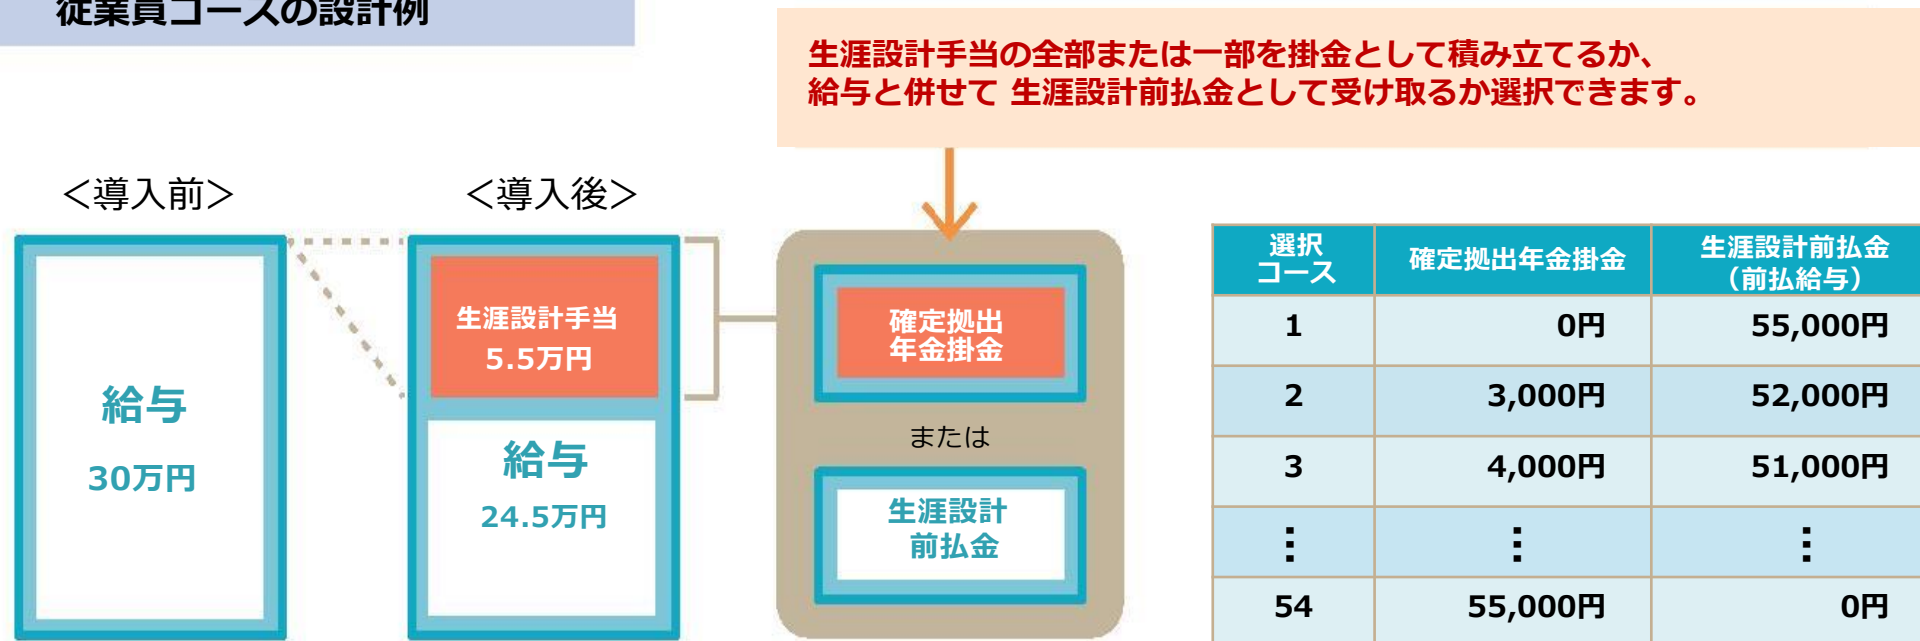 従業員コースの設計例
生涯設計手当の全部または一部を掛金として積み立てるか、
給与と併せて 生涯設計前払金として受け取るか選択できます。
＜導入前＞
＜導入後＞
給与
30万円
生涯設計手当
5.5万円
給与
24.5万円
確定拠出
年金掛金
または
生涯設計
前払金
選択
コース
確定拠出年金掛金
生涯設計前払金
（前払給与）
1 0円 55,000円
2 3,000円 52,000円
3 4,000円 51,000円
⋮ ⋮ ⋮
54 55,000円 0円